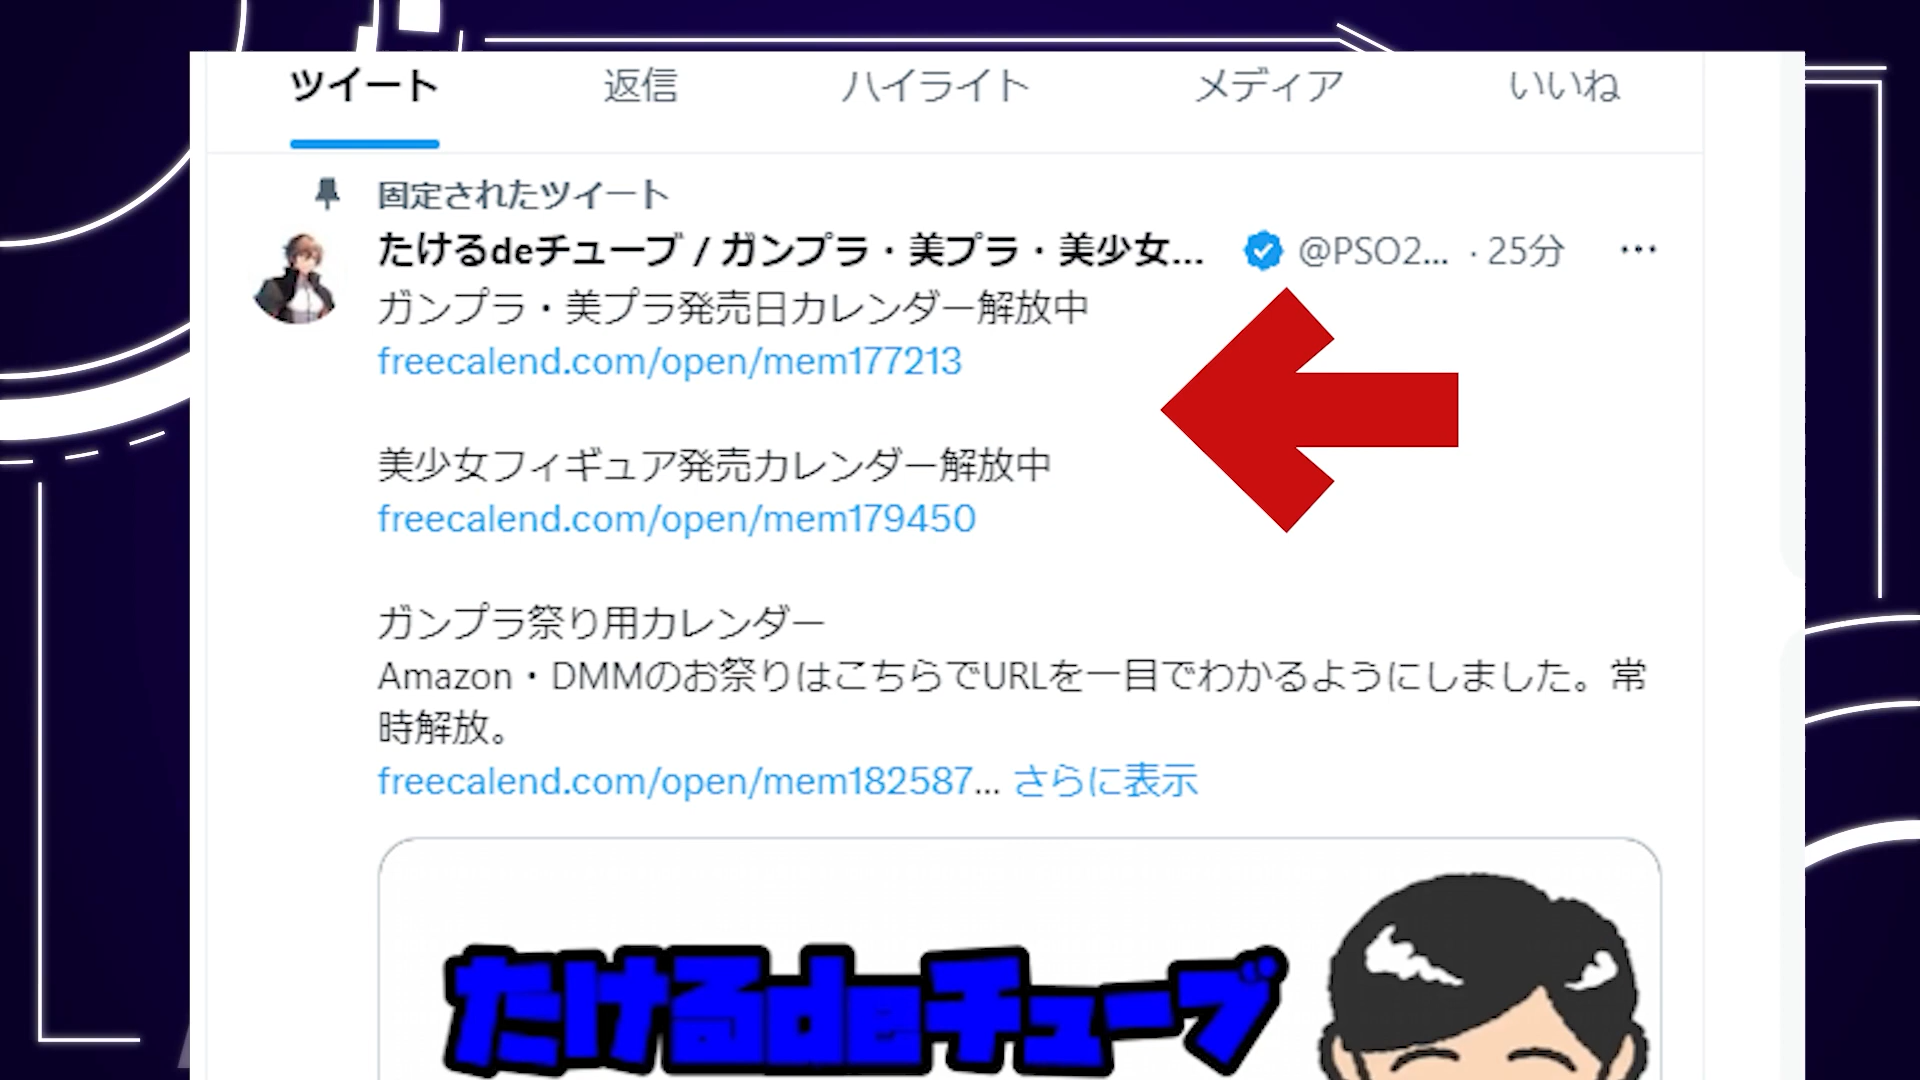 ツイート 返信 ハイライト メディア いいね
固定されたツイート
たけるdeチューブ / ガンプラ・美プラ・美少女... @PSO2... · 25分 ···
ガンプラ・美プラ発売日カレンダー解放中
freecalend.com/open/mem177213
美少女フィギュア発売カレンダー解放中
freecalend.com/open/mem179450
ガンプラ祭り用カレンダー
Amazon・DMMのお祭りはこちらでURLを一目でわかるようにしました。常
時解放。
freecalend.com/open/mem182587... さらに表示
たけるdeチューブ